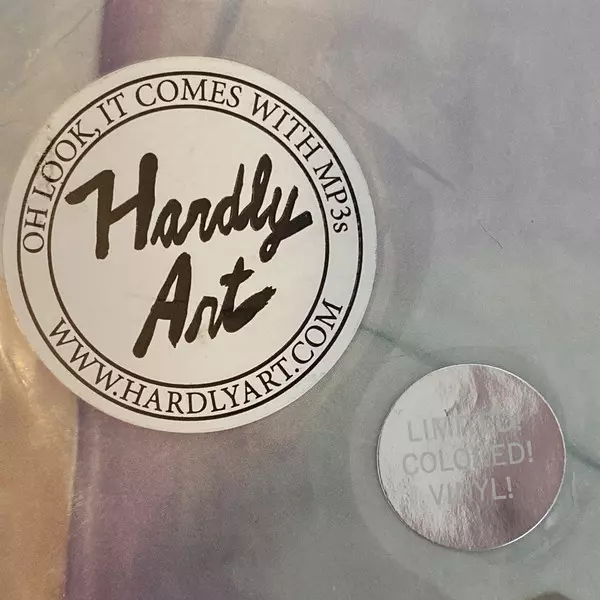 OH LOOK, IT COMES WITH MP3s
Hardly
Art
WWW.HARDLYART.COM
LIMITED!
COLORED!
VINYL!